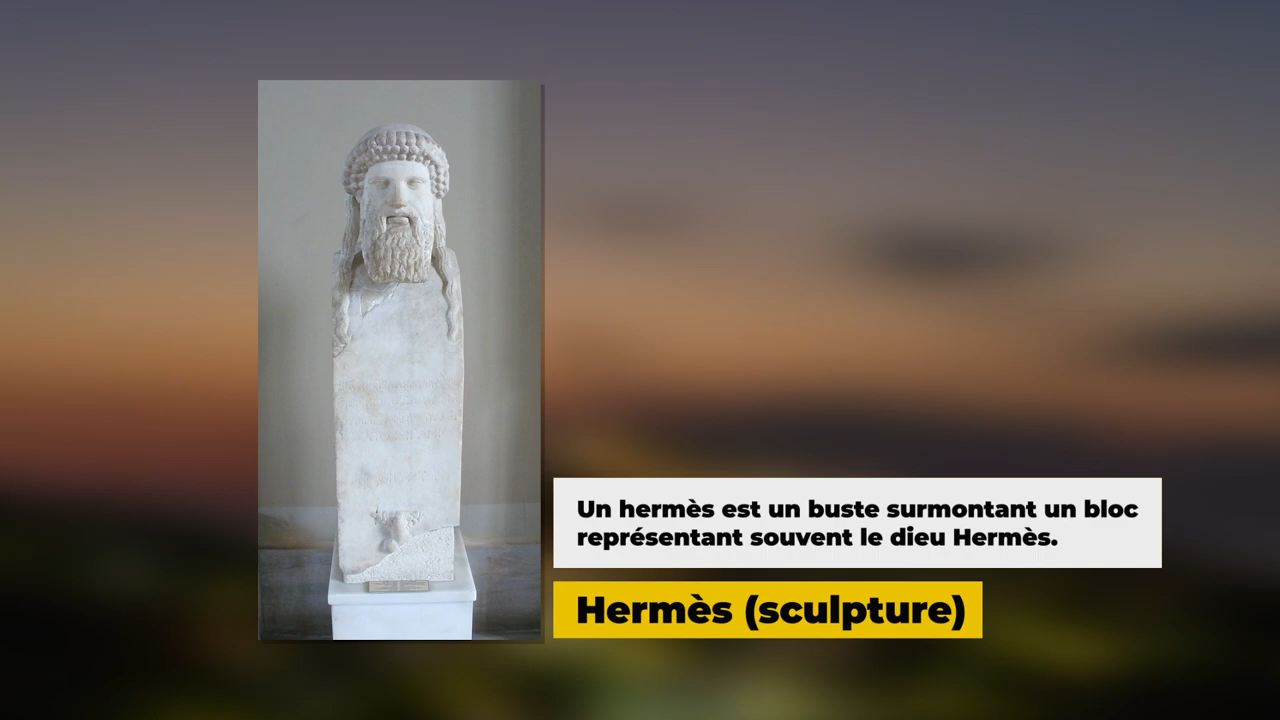 Un hermès est un buste surmontant un bloc
représentant souvent le dieu Hermès.
Hermès (sculpture)